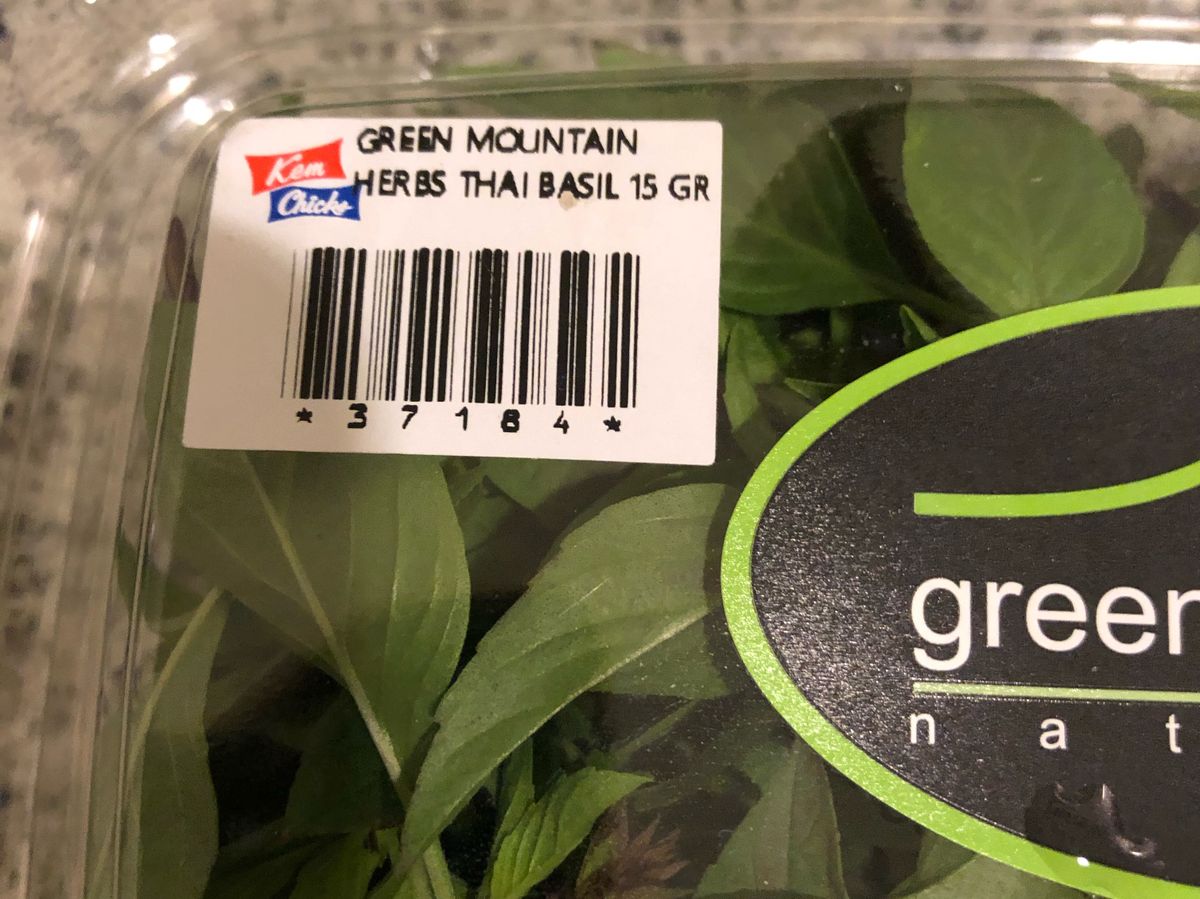 Kem
Chicks
GREEN MOUNTAIN
HERBS THAI BASIL 15 GR
* 3 7 1 8 4 *
green
n a t